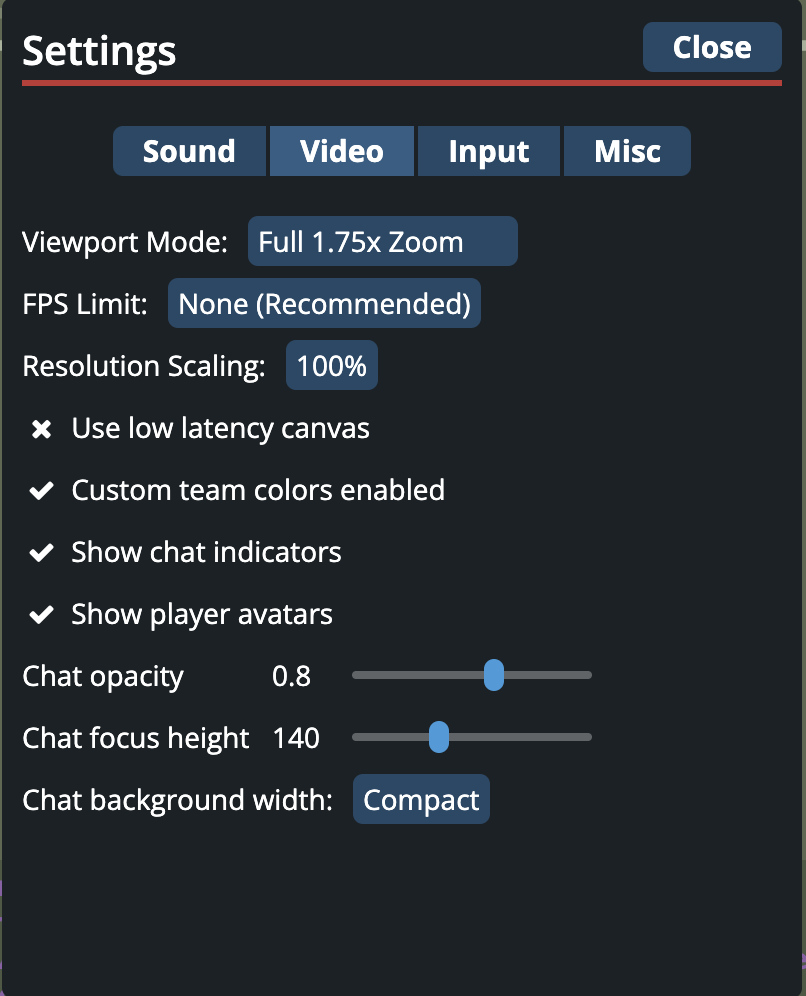 Settings
Close
Sound Video Input Misc
Viewport Mode: Full 1.75x Zoom
FPS Limit: None (Recommended)
Resolution Scaling: 100%
Use low latency canvas
Custom team colors enabled
Show chat indicators
Show player avatars
Chat opacity 0.8
Chat focus height 140
Chat background width: Compact